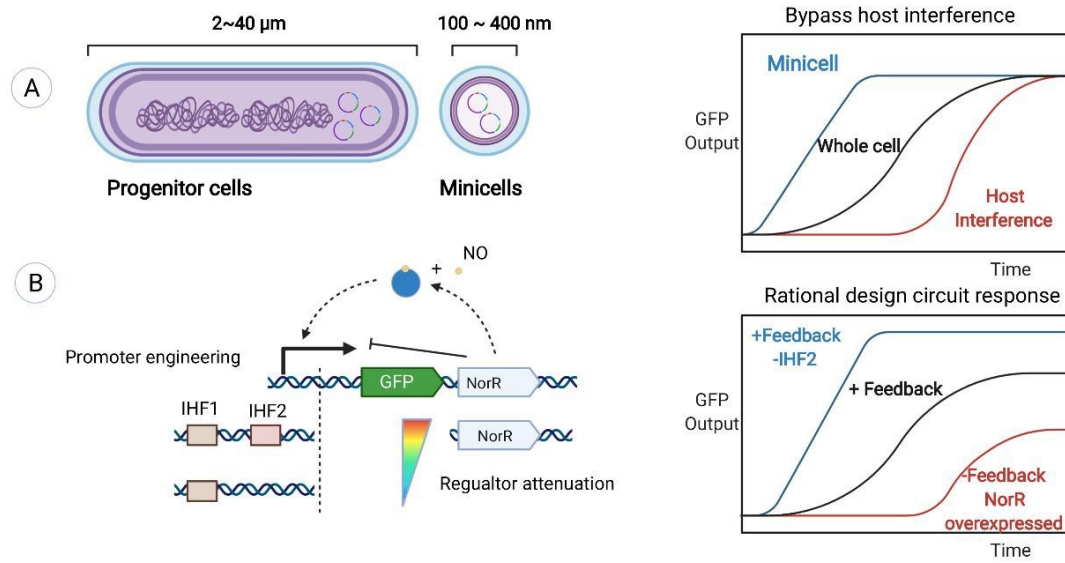 2~40 μm
100 ~ 400 nm
A
Progenitor cells
Minicells
Bypass host interference
Minicell
GFP
Output
Whole cell
Host
Interference
Time
B
+
NO
Promoter engineering
GFP
NorR
IHF1
IHF2
NorR
Regualtor attenuation
Rational design circuit response
+Feedback
-IHF2
+ Feedback
GFP
Output
-Feedback
NorR
overexpressed
Time